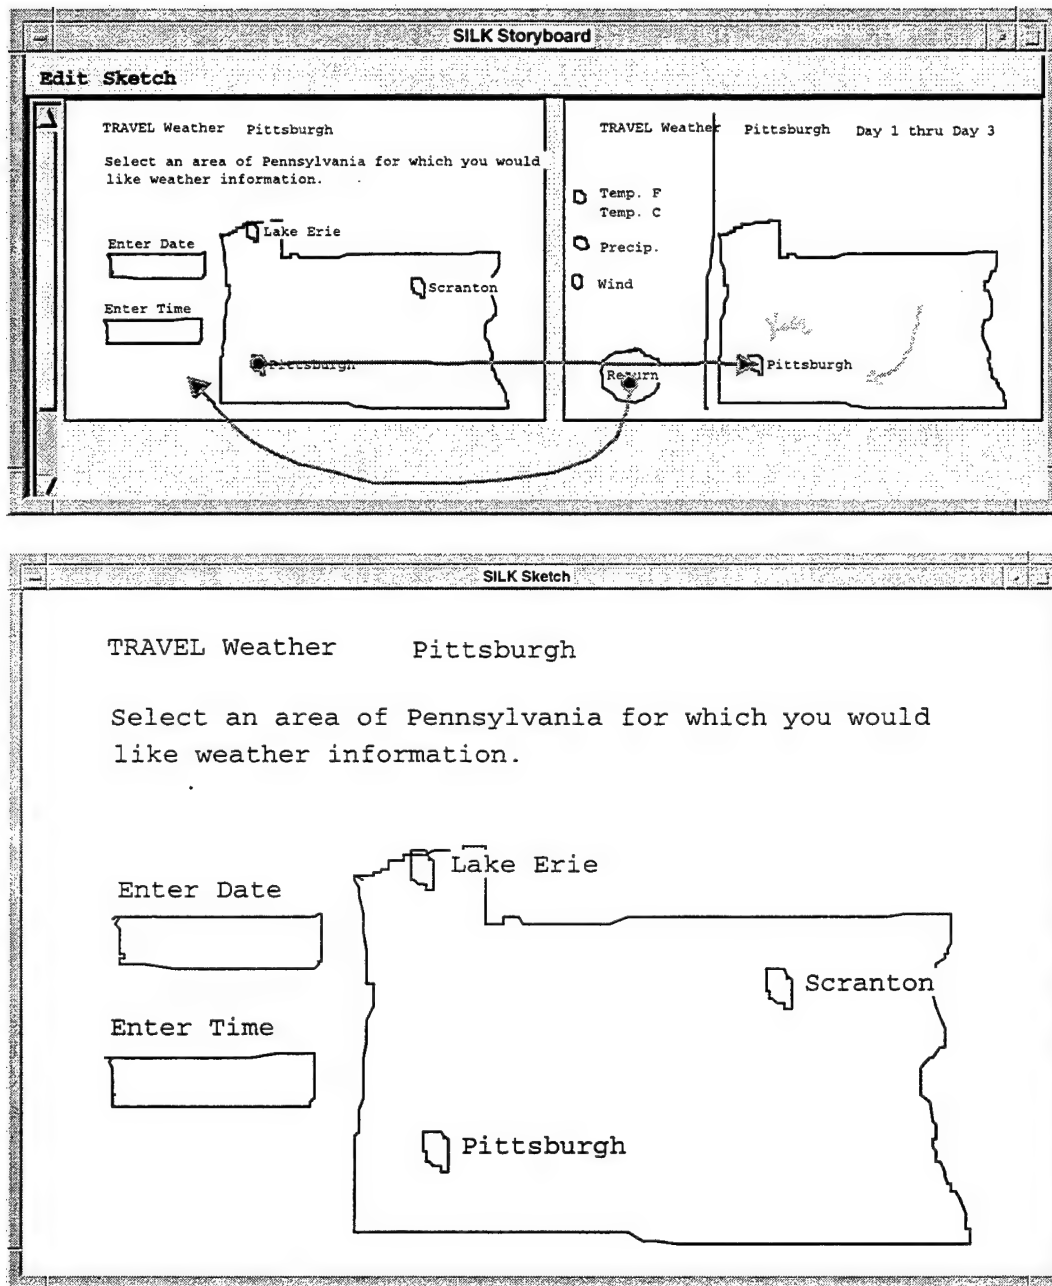 SILK Storyboard
Edit Sketch
TRAVEL Weather Pittsburgh
Select an area of Pennsylvania for which you would
like weather information.
Lake Erie
Enter Date
Scranton
Enter Time
Pittsburgh
TRAVEL Weather Pittsburgh Day 1 thru Day 3
Temp. F
Temp. C
Precip.
Wind
Pittsburgh
Return
SILK Sketch
TRAVEL Weather Pittsburgh
Select an area of Pennsylvania for which you would
like weather information.
Lake Erie
Enter Date
Scranton
Enter Time
Pittsburgh